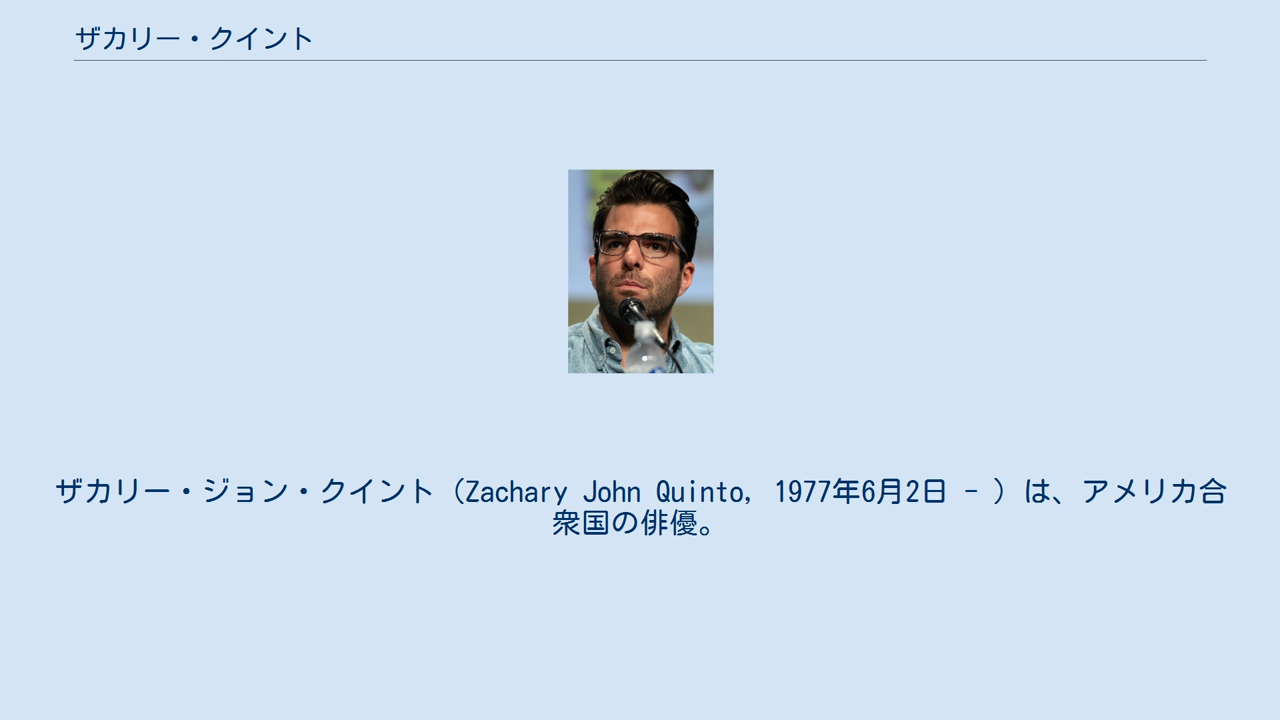 ザカリー・クイント
ザカリー・ジョン・クイント（Zachary John Quinto, 1977年6月2日 - ）は、アメリカ合
衆国の俳優。